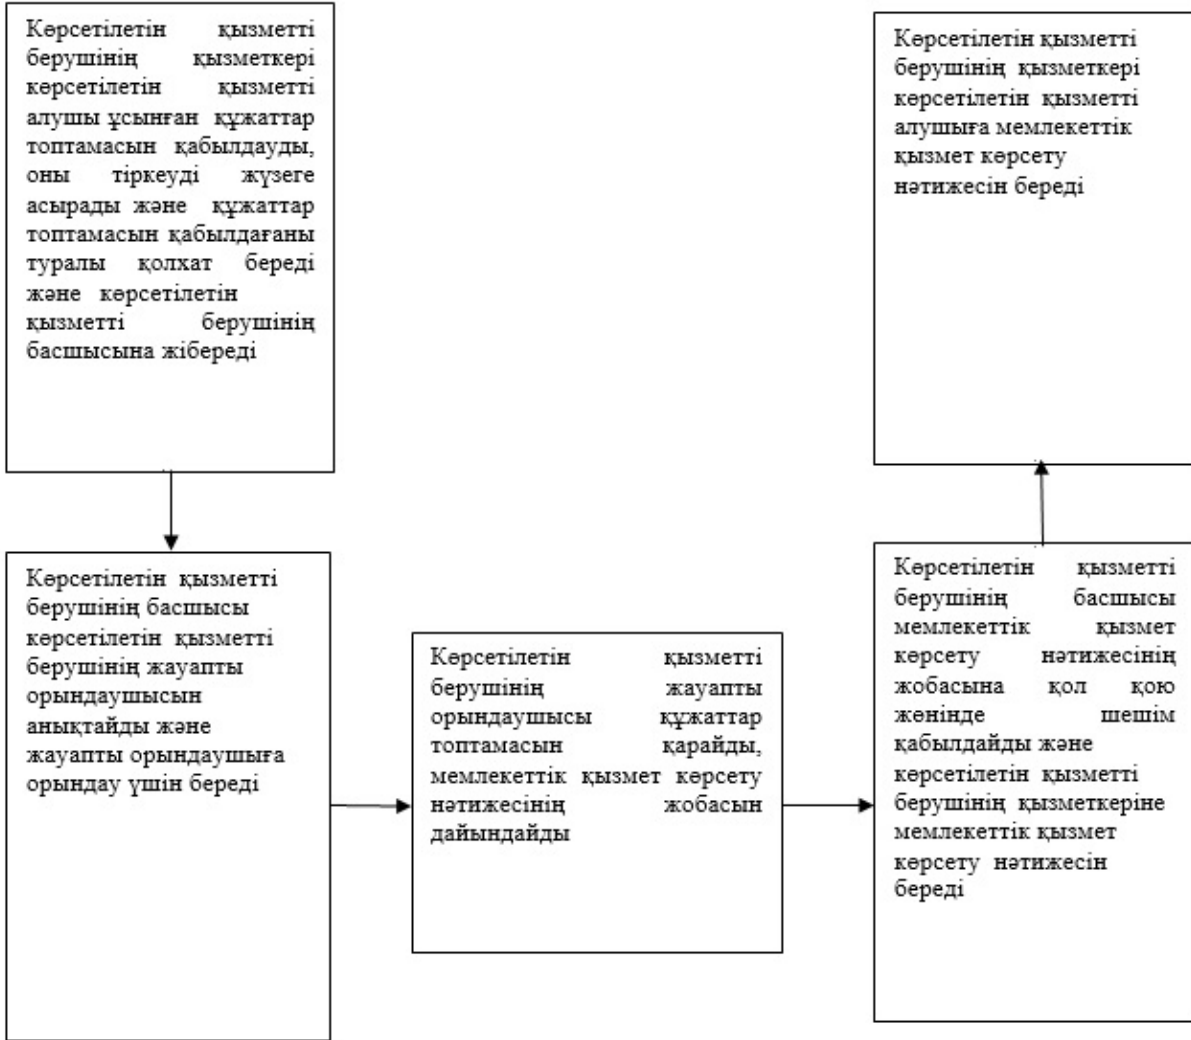 Көрсетілетін қызметті
берушінің қызметкері
көрсетілетін қызметті
алушы ұсынған құжаттар
топтамасын қабылдауды,
оны тіркеуді жүзеге
асырады және құжаттар
топтамасын қабылдағаны
туралы қолхат береді
және көрсетілетін
қызметті берушінің
басшысына жібереді
Көрсетілетін қызметті
берушінің басшысы
көрсетілетін қызметті
берушінің жауапты
орындаушысын
анықтайды және
жауапты орындаушыға
орындау үшін береді
Көрсетілетін қызметті
берушінің жауапты
орындаушысы құжаттар
топтамасын қарайды,
мемлекеттік қызмет көрсету
нәтижесінің жобасын
дайындайды
Көрсетілетін қызметті
берушінің басшысы
мемлекеттік қызмет
көрсету нәтижесінің
жобасына қол қою
жөнінде шешім
қабылдайды және
көрсетілетін қызметті
берушінің қызметкеріне
мемлекеттік қызмет
көрсету нәтижесін
береді
Көрсетілетін қызметті
берушінің қызметкері
көрсетілетін қызметті
алушыға мемлекеттік
қызмет көрсету
нәтижесін береді